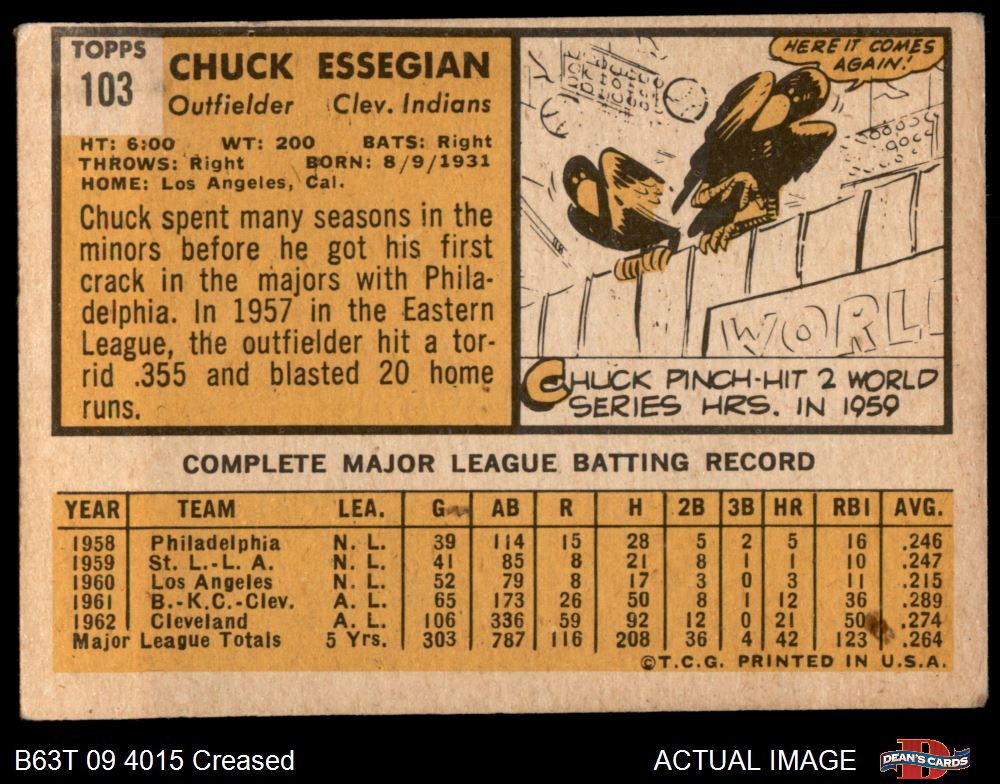 TOPPS
103
CHUCK ESSEGIAN
Outfielder Clev. Indians
HT: 6:00 WT: 200 BATS: Right
THROWS: Right BORN: 8/9/1931
HOME: Los Angeles, Cal.
Chuck spent many seasons in the
minors before he got his first
crack in the majors with Phila-
delphia. In 1957 in the Eastern
League, the outfielder hit a tor-
rid .355 and blasted 20 home
runs.
HERE IT COMES
AGAIN!
WORLD
CHUCK PINCH-HIT 2 WORLD
SERIES HRS. IN 1959
COMPLETE MAJOR LEAGUE BATTING RECORD
YEAR TEAM LEA. G AB R H 2B 3B HR RBI AVG.
1958 Philadelphia N. L. 39 114 15 28 5 2 5 16 .246
1959 St. L.-L. A. N. L. 41 85 8 21 8 1 1 10 .247
1960 Los Angeles N. L. 52 79 8 17 3 0 3 11 .215
1961 B.-K.C.-Clev. A. L. 65 173 26 50 8 1 12 36 .289
1962 Cleveland A. L. 106 336 59 92 12 0 21 50 .274
Major League Totals 5 Yrs. 303 787 116 208 36 4 42 123 .264
©T.C.G. PRINTED IN U.S.A.
B63T 09 4015 Creased
ACTUAL IMAGE
D
DEAN'S CARDS